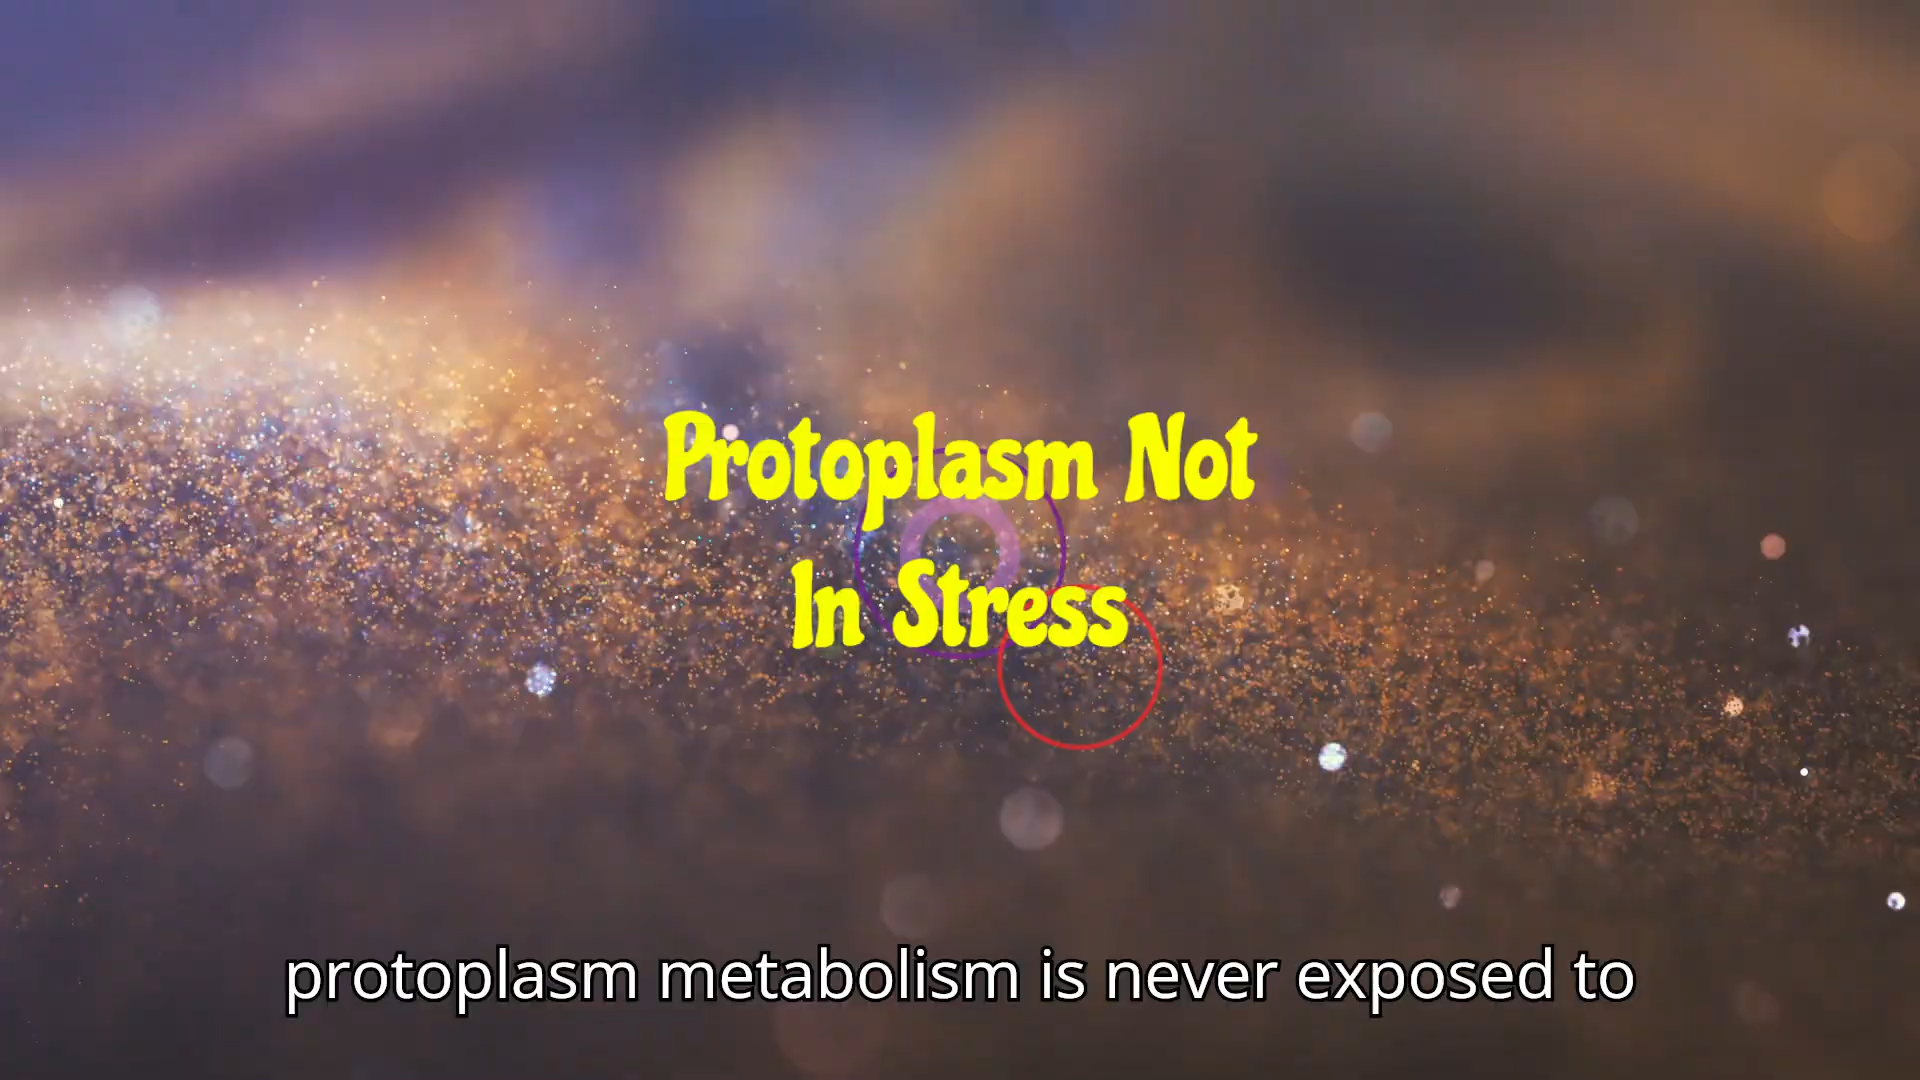 Protoplasm Not
In Stress
protoplasm metabolism is never exposed to